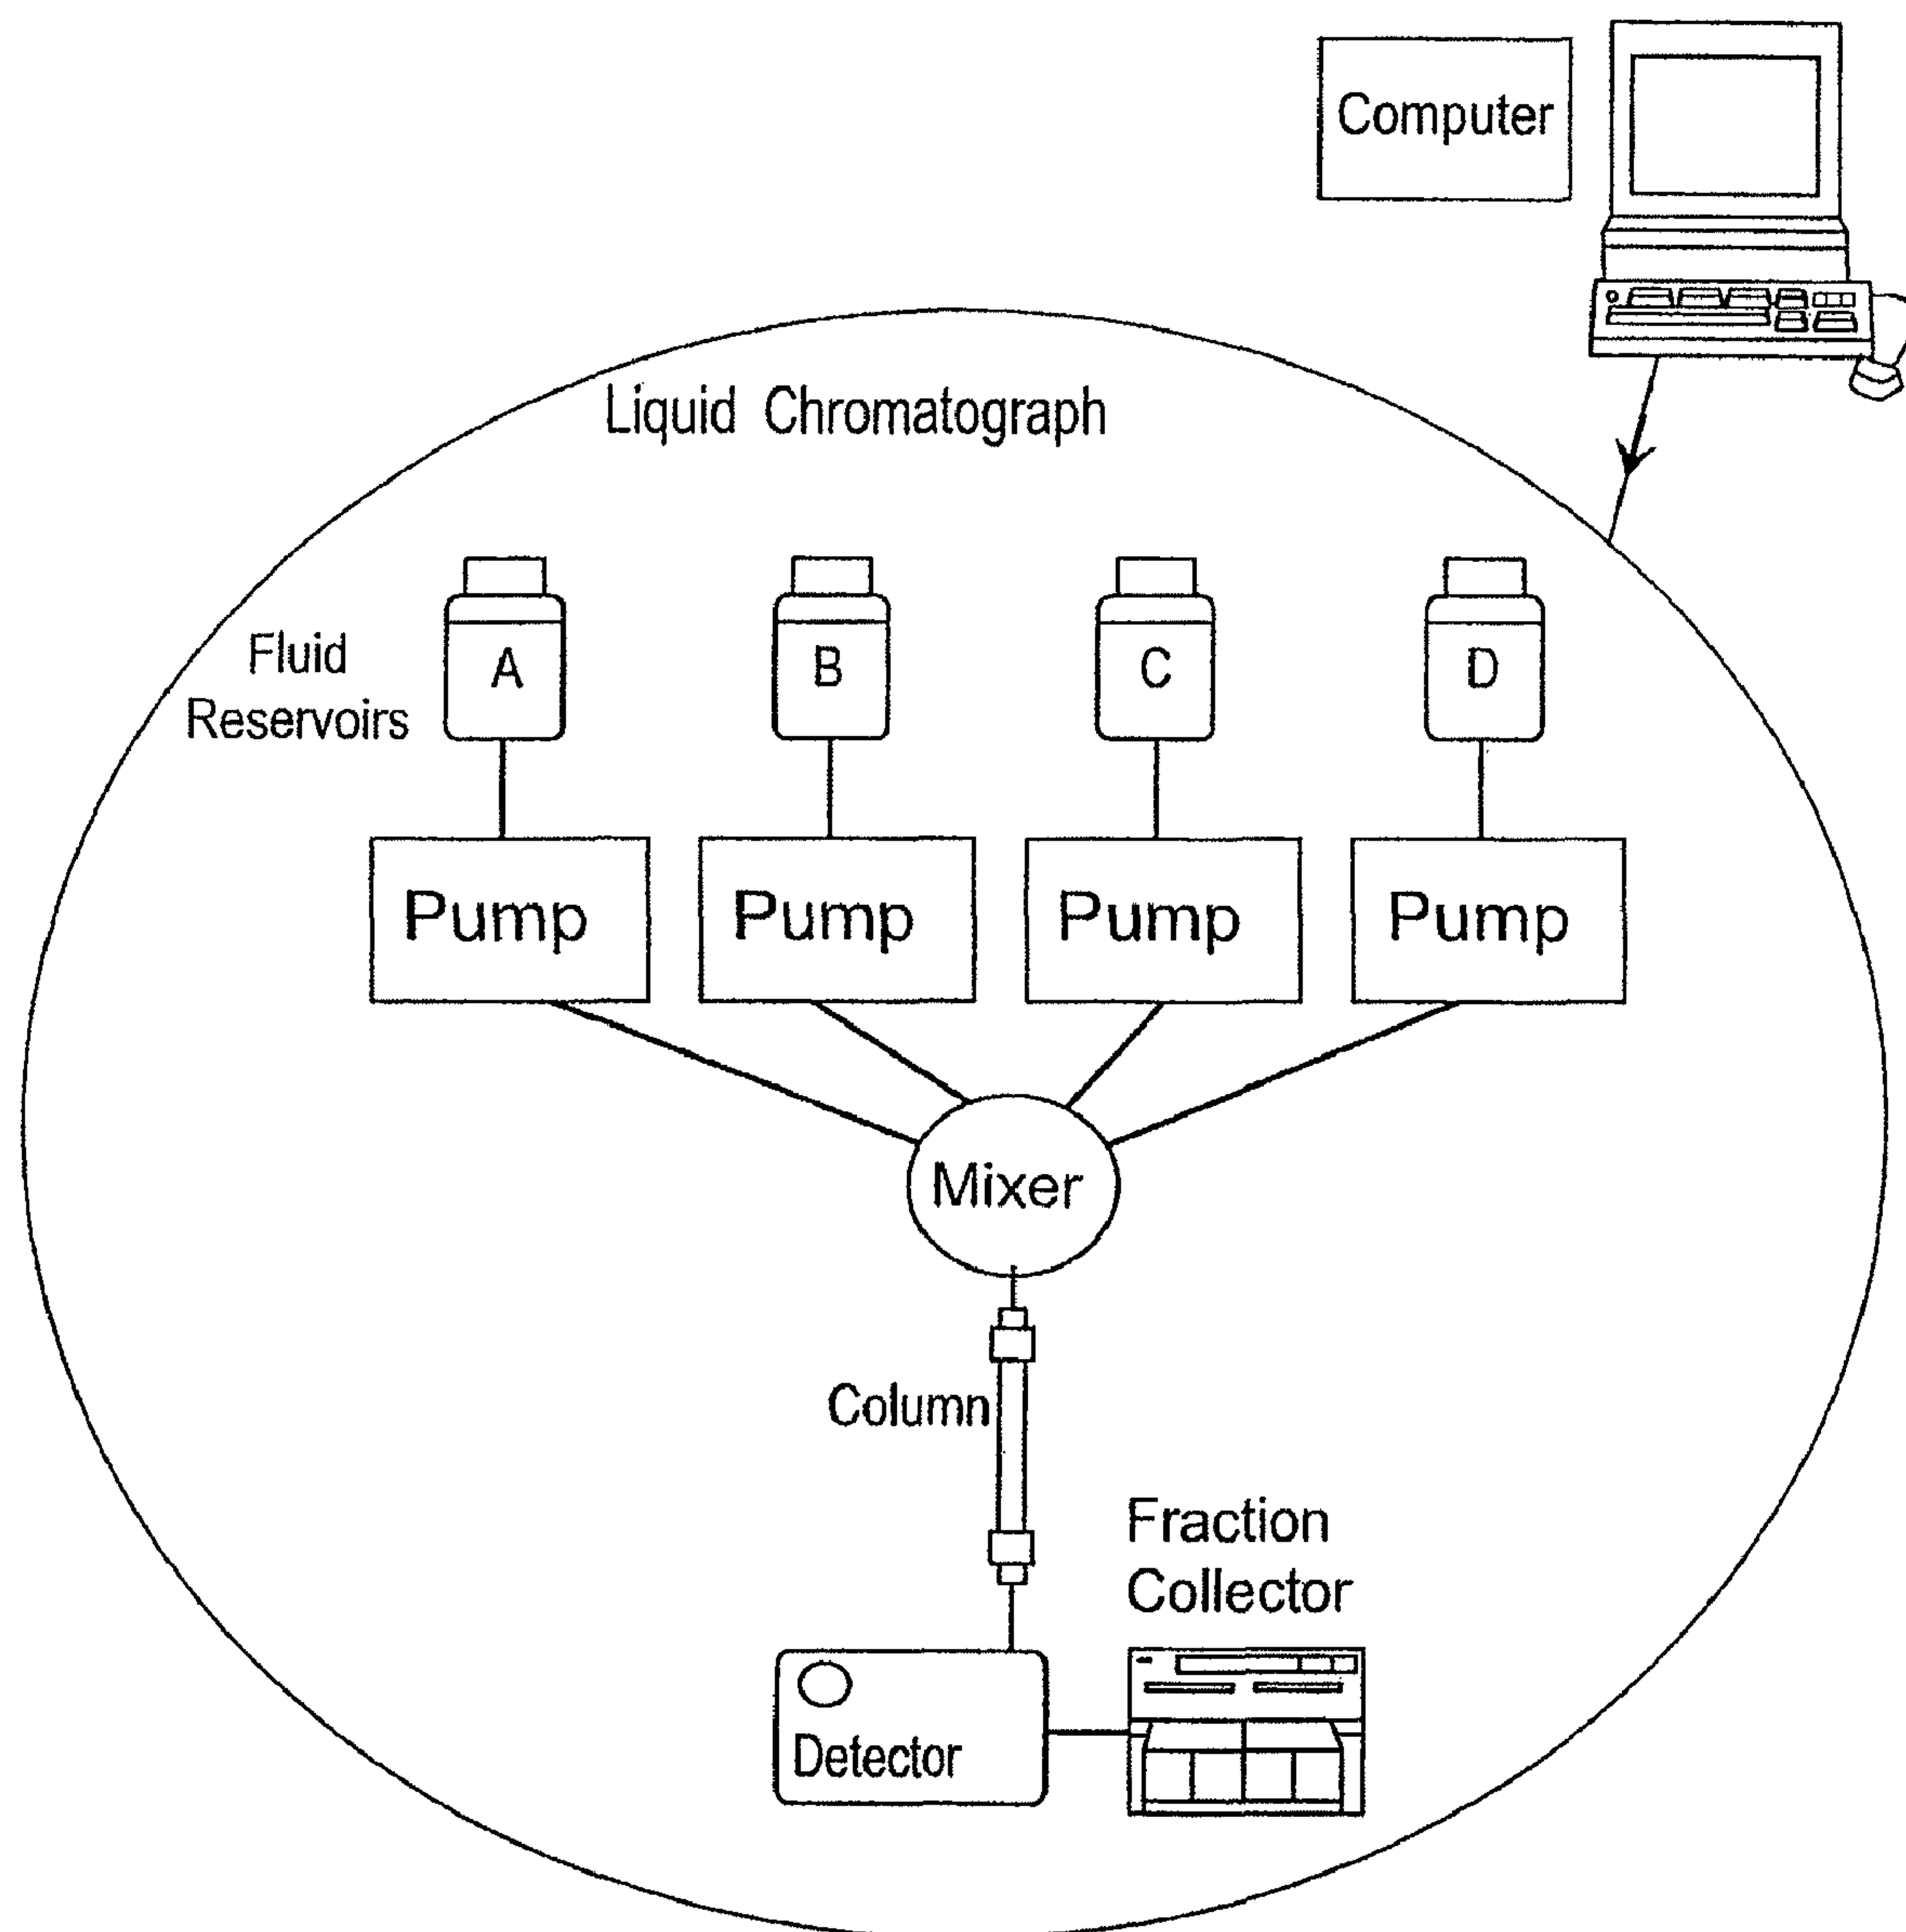 Computer
Liquid Chromatograph
Fluid
Reservoirs
A
B
C
D
Pump
Pump
Pump
Pump
Mixer
Column
Fraction
Collector
Detector